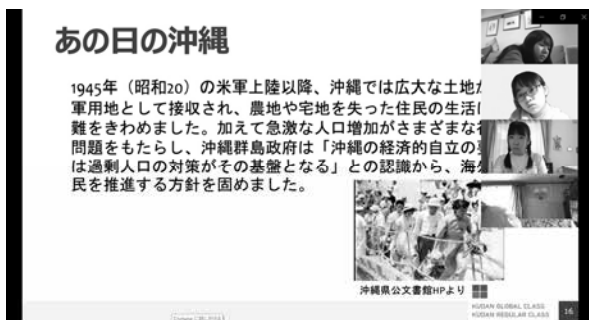 あの日の沖縄
1945年（昭和20）の米軍上陸以降、沖縄では広大な土地が
軍用地として接収され、農地や宅地を失った住民の生活は
難をきわめました。加えて急激な人口増加がさまざまな
問題をもたらし、沖縄群島政府は「沖縄の経済的自立の
は過剰人口の対策がその基盤となる」との認識から、海
民を推進する方針を固めました。
沖縄県公文書館HPより
KUDAN GLOBAL CLASS
KUDAN REGULAR CLASS
16